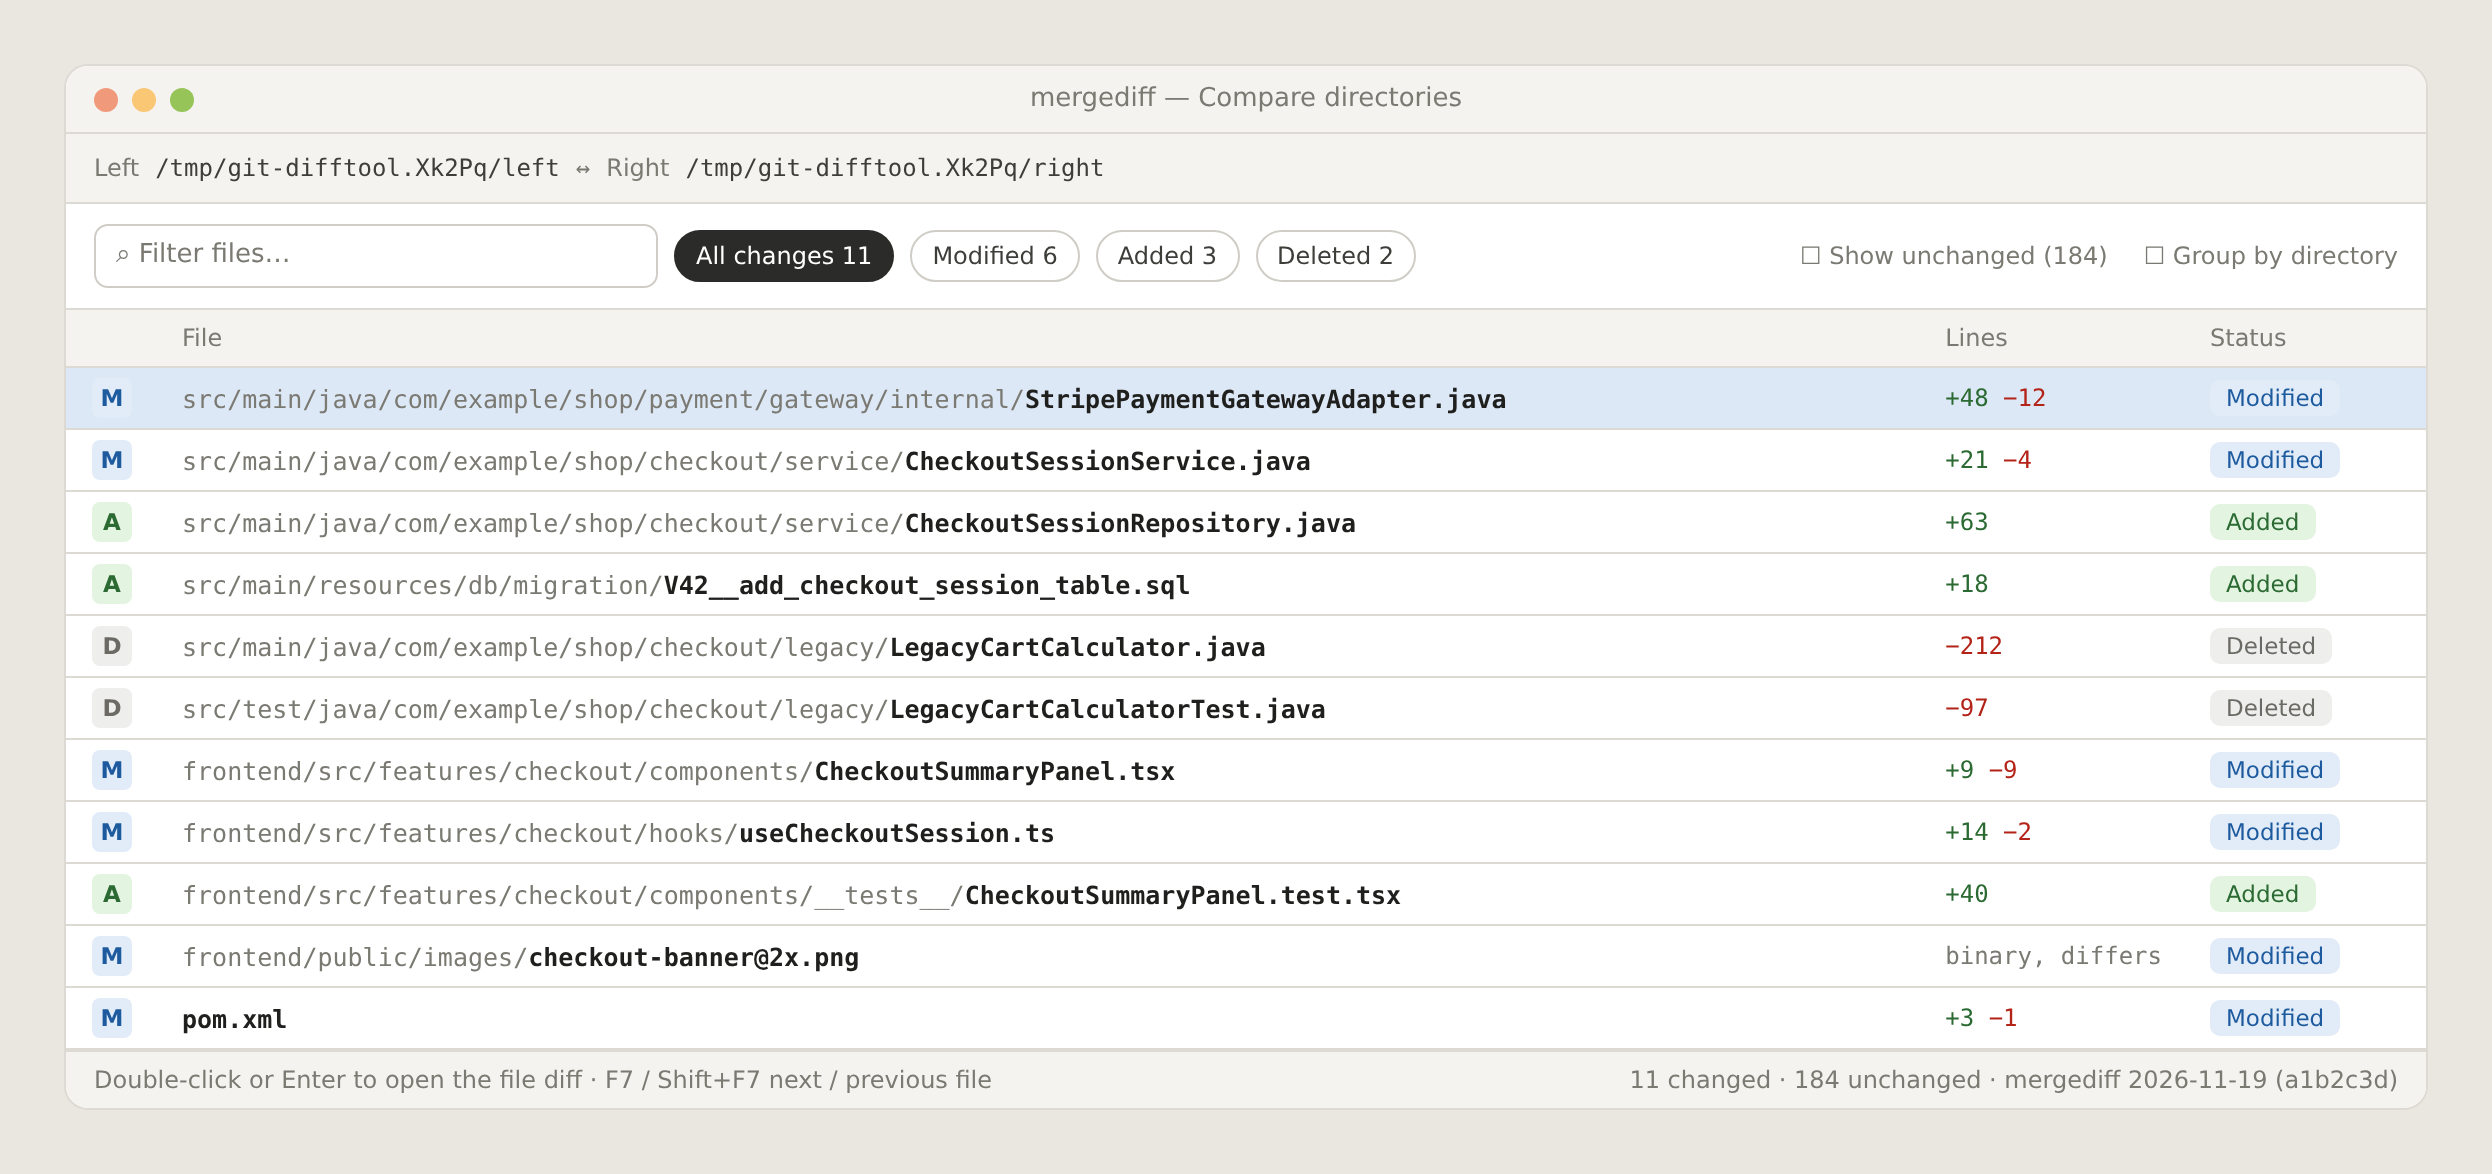 mergediff — Compare directories
Left /tmp/git-difftool.Xk2Pq/left ↔ Right /tmp/git-difftool.Xk2Pq/right
⌕ Filter files… All changes 11 Modified 6 Added 3 Deleted 2 ☐ Show unchanged (184) ☐ Group by directory
File Lines Status
M src/main/java/com/example/shop/payment/gateway/internal/StripePaymentGatewayAdapter.java +48 −12 Modified
M src/main/java/com/example/shop/checkout/service/CheckoutSessionService.java +21 −4 Modified
A src/main/java/com/example/shop/checkout/service/CheckoutSessionRepository.java +63 Added
A src/main/resources/db/migration/V42__add_checkout_session_table.sql +18 Added
D src/main/java/com/example/shop/checkout/legacy/LegacyCartCalculator.java −212 Deleted
D src/test/java/com/example/shop/checkout/legacy/LegacyCartCalculatorTest.java −97 Deleted
M frontend/src/features/checkout/components/CheckoutSummaryPanel.tsx +9 −9 Modified
M frontend/src/features/checkout/hooks/useCheckoutSession.ts +14 −2 Modified
A frontend/src/features/checkout/components/__tests__/CheckoutSummaryPanel.test.tsx +40 Added
M frontend/public/images/checkout-banner@2x.png binary, differs Modified
M pom.xml +3 −1 Modified
Double-click or Enter to open the file diff · F7 / Shift+F7 next / previous file 11 changed · 184 unchanged · mergediff 2026-11-19 (a1b2c3d)